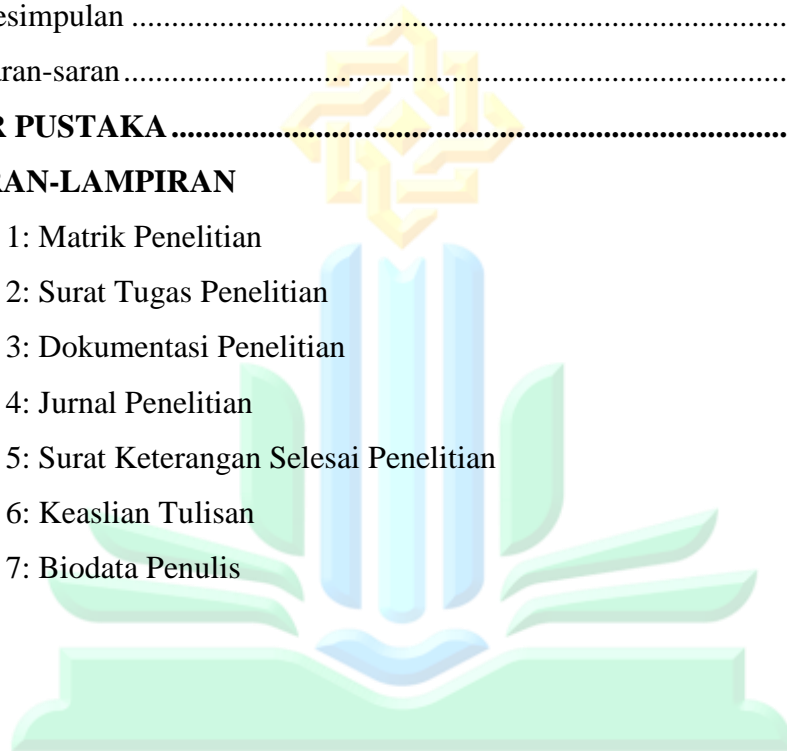 esimpulan ........................................................................................
aran-saran ........................................................................................
R PUSTAKA ........................................................................................
RAN-LAMPIRAN
1: Matrik Penelitian
2: Surat Tugas Penelitian
3: Dokumentasi Penelitian
4: Jurnal Penelitian
5: Surat Keterangan Selesai Penelitian
6: Keaslian Tulisan
7: Biodata Penulis